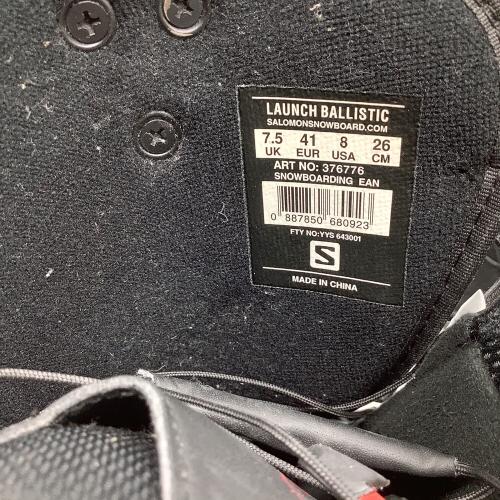 LAUNCH BALLISTIC
SALOMONSNOWBOARD.COM
7.5 41 8 26
UK EUR USA CM
ART NO: 376776
SNOWBOARDING EAN
0 887850 680923
FTY NO:YYS 643001
S
MADE IN CHINA